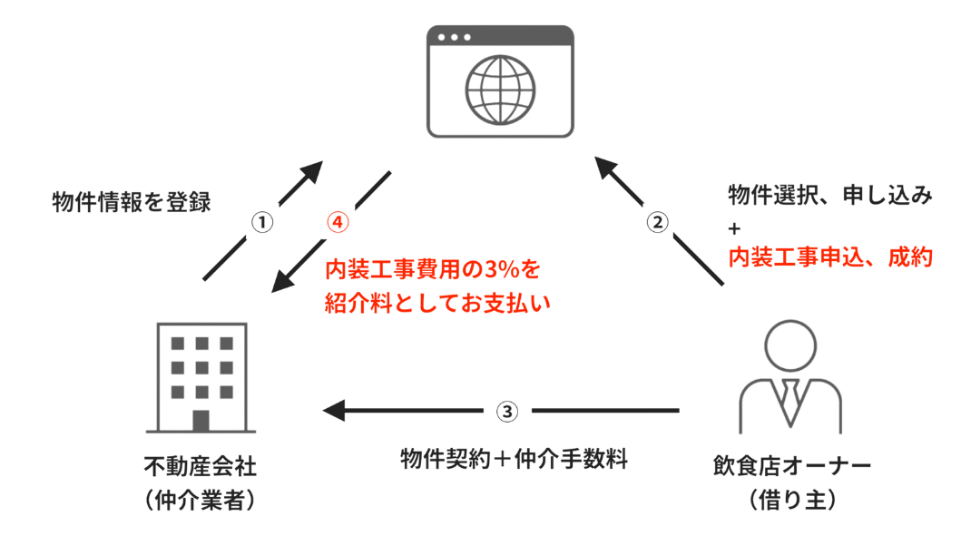 物件情報を登録
①
④
内装工事費用の3%を
紹介料としてお支払い
②
物件選択、申し込み
+
内装工事申込、成約
③
物件契約＋仲介手数料
不動産会社
（仲介業者）
飲食店オーナー
（借り主）